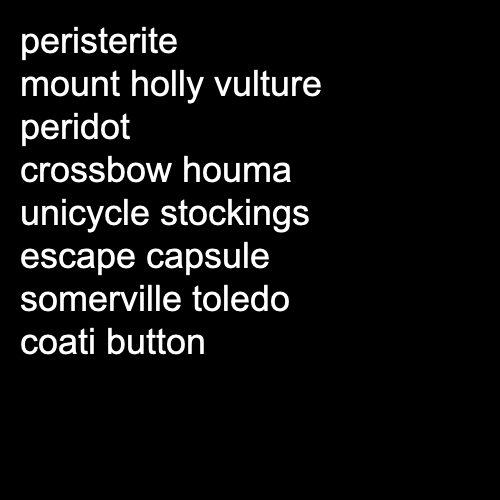 peristerite
mount holly vulture
peridot
crossbow houma
unicycle stockings
escape capsule
somerville toledo
coati button